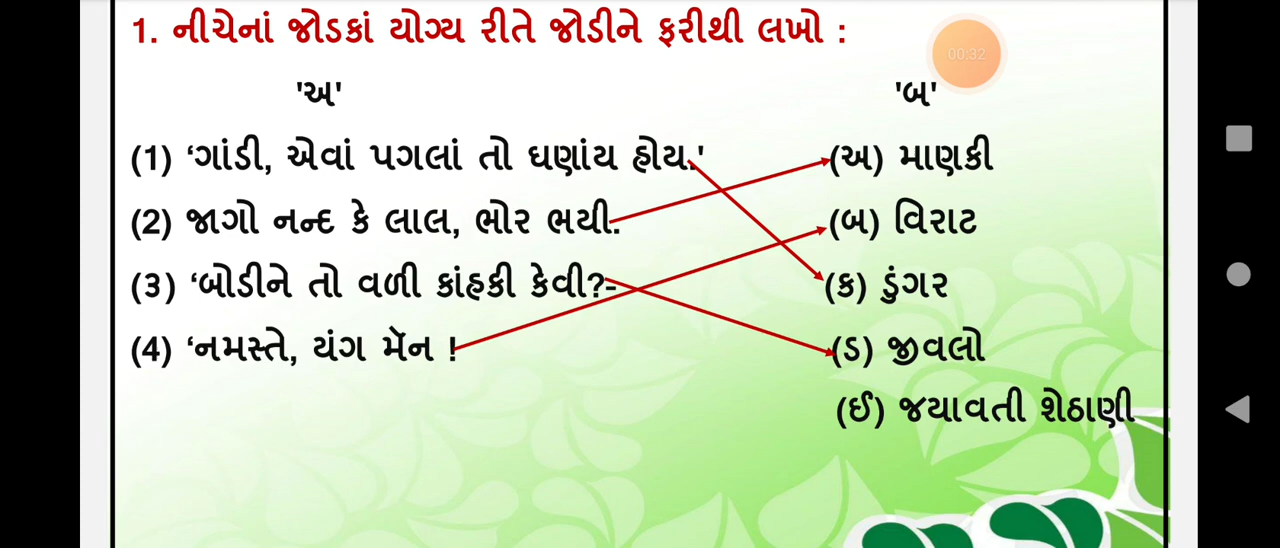 1. નીચેનાં જોડકાં યોગ્ય રીતે જોડીને ફરીથી લખો :
00:32
'અ' 'બ'
(1) ‘ગાંડી, એવાં પગલાં તો ઘણાંય હોય.' (અ) માણકી
(2) જાગો નન્દ કે લાલ, ભોર ભયી. (બ) વિરાટ
(૩) ‘બોડીને તો વળી કાંહકી કેવી?- (ક) ડુંગર
(4) ‘નમસ્તે, યંગ મૅન ! (ડ) જીવલો
(ઈ) જયાવતી શેઠાણી